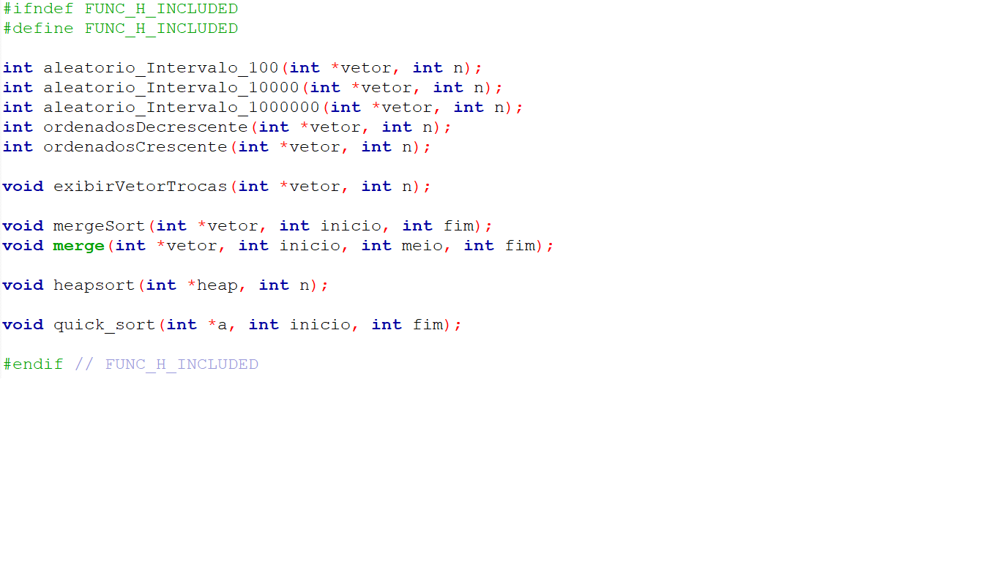 #ifndef FUNC_H_INCLUDED
#define FUNC_H_INCLUDED
int aleatorio_Intervalo_100(int *vetor, int n);
int aleatorio_Intervalo_10000(int *vetor, int n);
int aleatorio_Intervalo_1000000(int *vetor, int n);
int ordenadosDecrescente(int *vetor, int n);
int ordenadosCrescente(int *vetor, int n);
void exibirVetorTrocas(int *vetor, int n);
void mergeSort(int *vetor, int inicio, int fim);
void merge(int *vetor, int inicio, int meio, int fim);
void heapsort(int *heap, int n);
void quick_sort(int *a, int inicio, int fim);
#endif // FUNC_H_INCLUDED